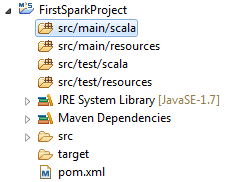 FirstSparkProject
src/main/scala
src/main/resources
src/test/scala
src/test/resources
JRE System Library [JavaSE-1.7]
Maven Dependencies
src
target
pom.xml